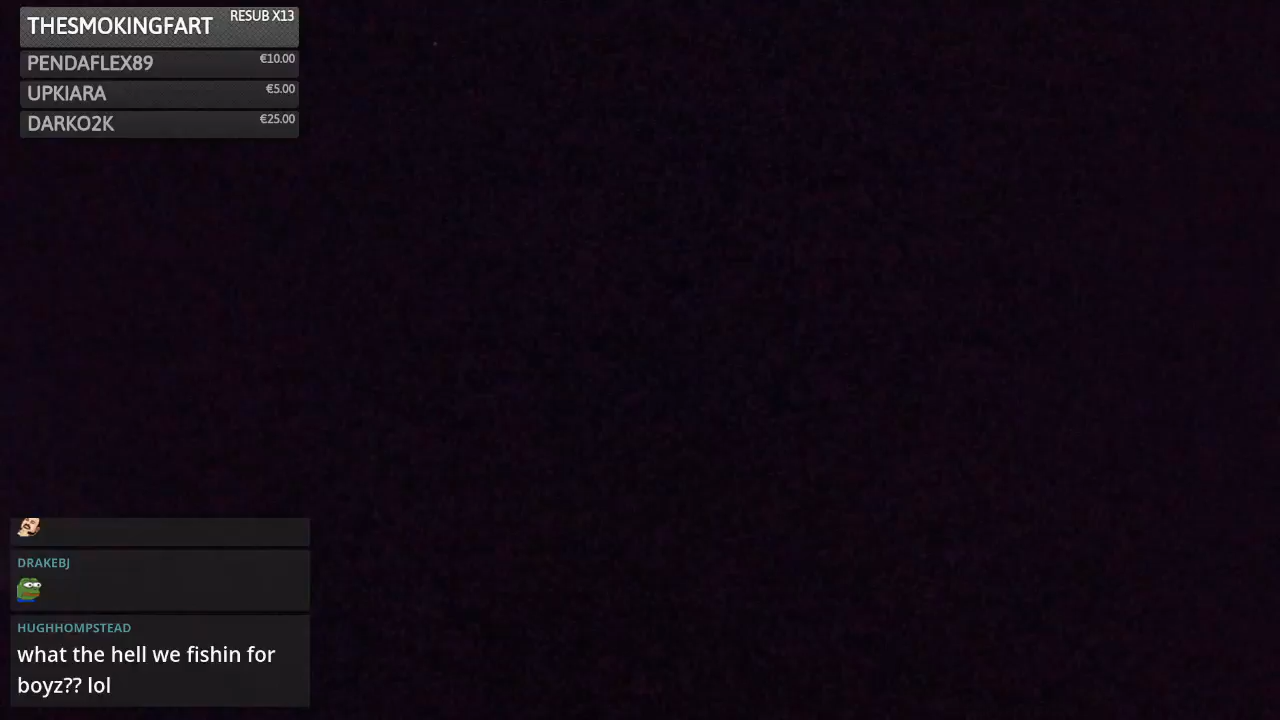 THESMOKINGFART RESUB X13
PENDAFLEX89 €10.00
UPKIARA €5.00
DARKO2K €25.00
DRAKEBJ
HUGHHOMPSTEAD
what the hell we fishin for
boyz?? lol